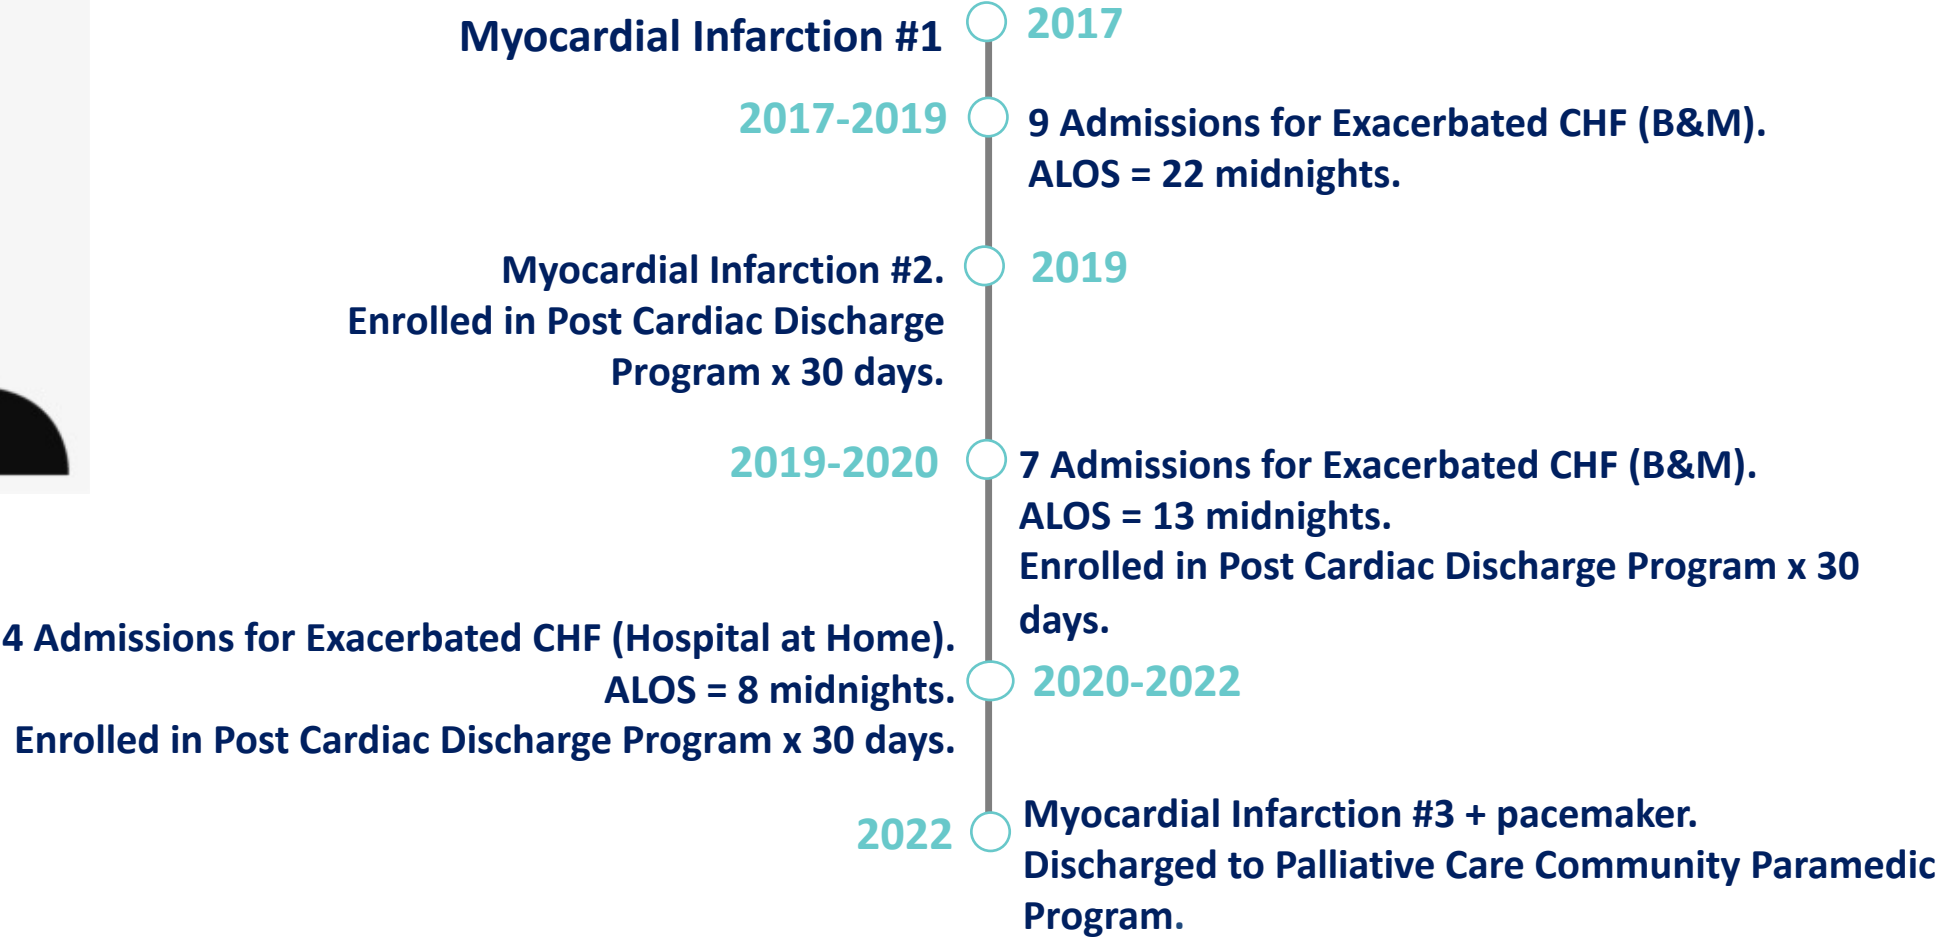 Myocardial Infarction #1
2017
2017-2019
9 Admissions for Exacerbated CHF (B&M).
ALOS = 22 midnights.
Myocardial Infarction #2.
Enrolled in Post Cardiac Discharge
Program x 30 days.
2019
2019-2020
7 Admissions for Exacerbated CHF (B&M).
ALOS = 13 midnights.
Enrolled in Post Cardiac Discharge Program x 30
days.
4 Admissions for Exacerbated CHF (Hospital at Home).
ALOS = 8 midnights.
Enrolled in Post Cardiac Discharge Program x 30 days.
2020-2022
2022
Myocardial Infarction #3 + pacemaker.
Discharged to Palliative Care Community Paramedic
Program.